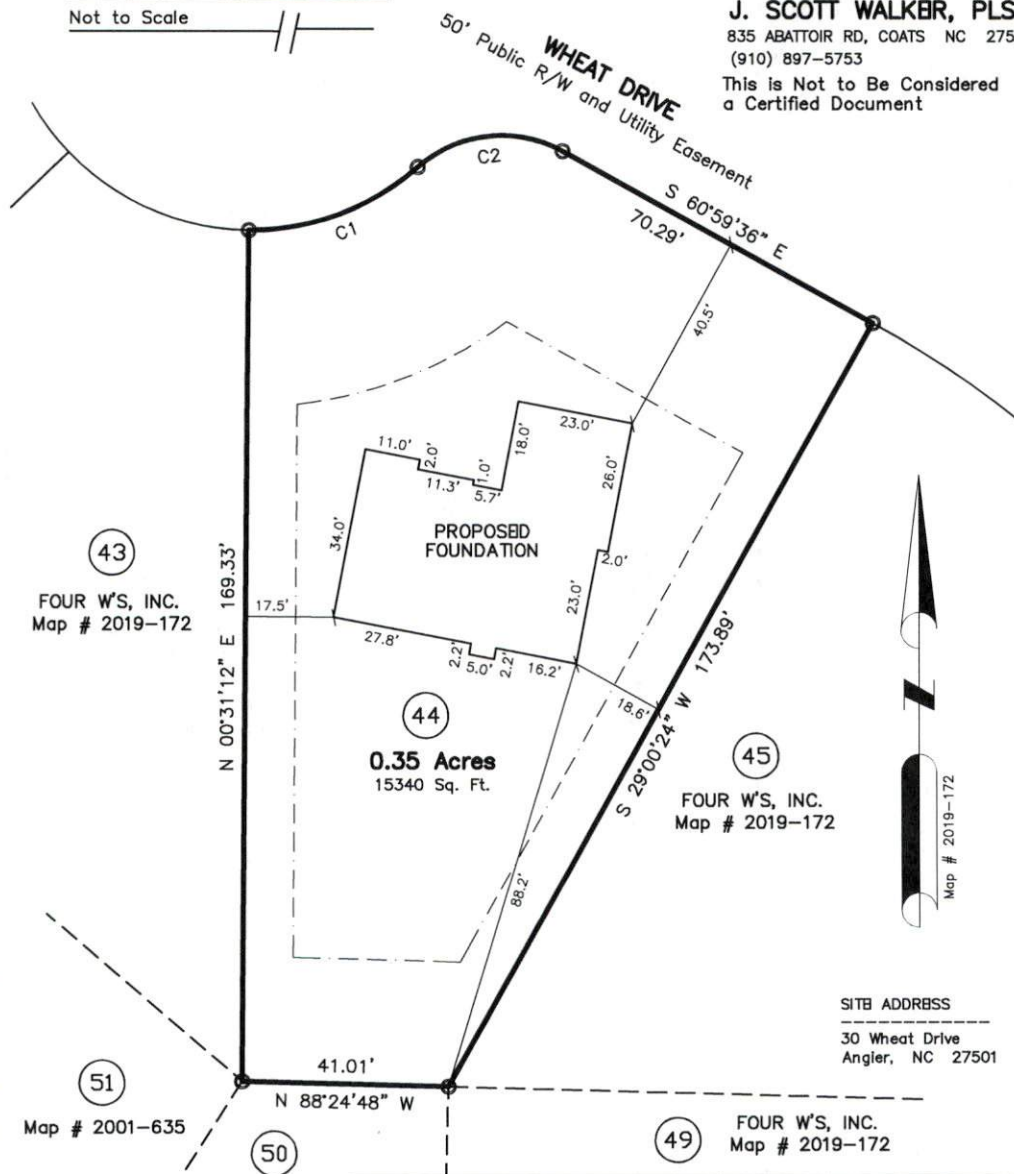 Not to Scale
J. SCOTT WALKER, PLS
835 ABATTOIR RD, COATS NC 275
(910) 897-5753
This is Not to Be Considered
a Certified Document
WHEAT DRIVE
50' Public R/W and Utility Easement
C1
C2
S 60°59'36" E
70.29'
40.5'
23.0'
18.0'
11.0'
2.0'
11.3'
1.0'
5.7'
26.0'
34.0'
PROPOSED
FOUNDATION
2.0'
23.0'
43
FOUR W'S, INC.
Map # 2019-172
N 00°31'12" E 169.33'
17.5'
27.8'
2.2'
5.0'
2.2'
16.2'
18.6'
S 29°00'24" W 173.89'
44
0.35 Acres
15340 Sq. Ft.
45
FOUR W'S, INC.
Map # 2019-172
88.2'
N
Map # 2019-172
SITE ADDRESS
30 Wheat Drive
Angier, NC 27501
41.01'
N 88°24'48" W
51
Map # 2001-635
50
49
FOUR W'S, INC.
Map # 2019-172